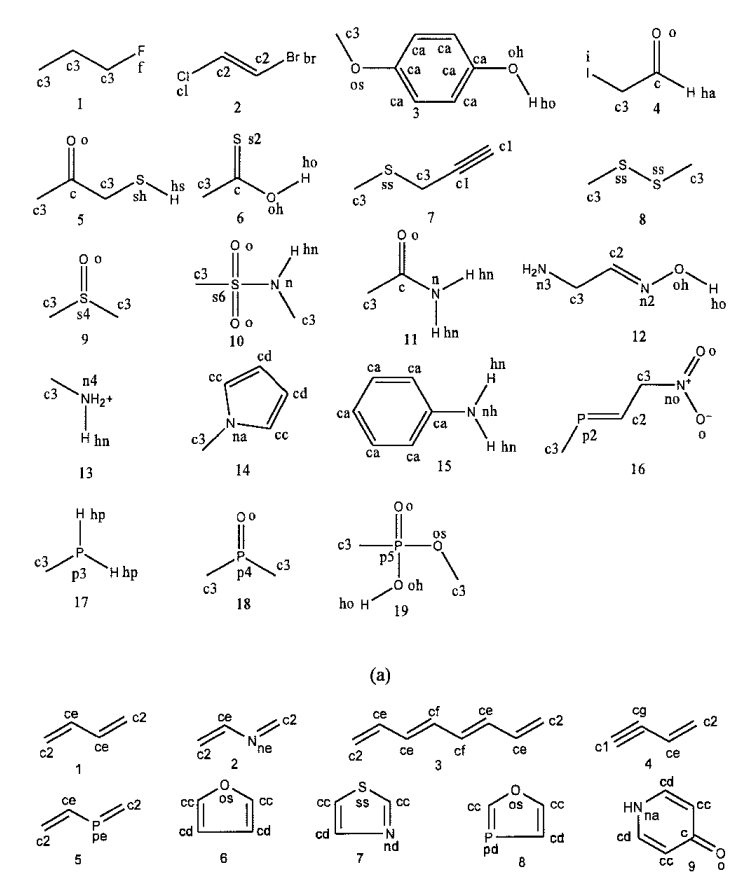 F
c3 c3 c3 f
1
Cl cl c2 c2 Br br
2
c3 O os ca ca ca ca ca ca O oh H ho
3
i I c3 c O o H ha
4
O o c3 c c3 S sh H hs
5
S s2 c3 c O oh H ho
6
c3 S ss c3 c1 c1
7
c3 S ss S ss c3
8
O o c3 S s4 c3
9
O o c3 S s6 O o N n H hn c3
10
O o c3 c N n H hn H hn
11
H2N n3 c3 c2 N n2 O oh H ho
12
c3 n4 NH2+ H hn
13
cd cc cd N na cc c3
14
ca ca ca ca ca ca N nh H hn H hn
15
c3 P p2 c2 c3 N+ no O o O- o
16
H hp c3 P p3 H hp
17
O o P p4 c3 c3
18
O o c3 P p5 O os c3 O oh H ho
19
(a)
c2 ce ce c2
1
c2 ce N ne c2
2
c2 ce ce cf cf ce ce c2
3
c1 cg ce c2
4
c2 ce P pe c2
5
O os cc cc cd cd
6
S ss cc cc cd N nd
7
O os cc cc P pd cd
8
HN na cd cc cd cc c O o
9